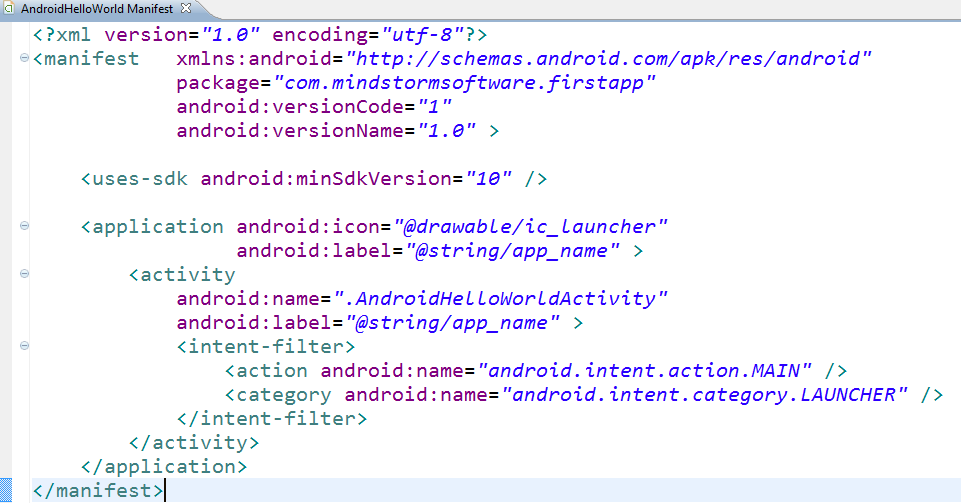 AndroidHelloWorld Manifest
<?xml version="1.0" encoding="utf-8"?>
<manifest   xmlns:android="http://schemas.android.com/apk/res/android"
            package="com.mindstormsoftware.firstapp"
            android:versionCode="1"
            android:versionName="1.0" >
    <uses-sdk android:minSdkVersion="10" />
    <application android:icon="@drawable/ic_launcher"
                 android:label="@string/app_name" >
        <activity
            android:name=".AndroidHelloWorldActivity"
            android:label="@string/app_name" >
            <intent-filter>
                <action android:name="android.intent.action.MAIN" />
                <category android:name="android.intent.category.LAUNCHER" />
            </intent-filter>
        </activity>
    </application>
</manifest>